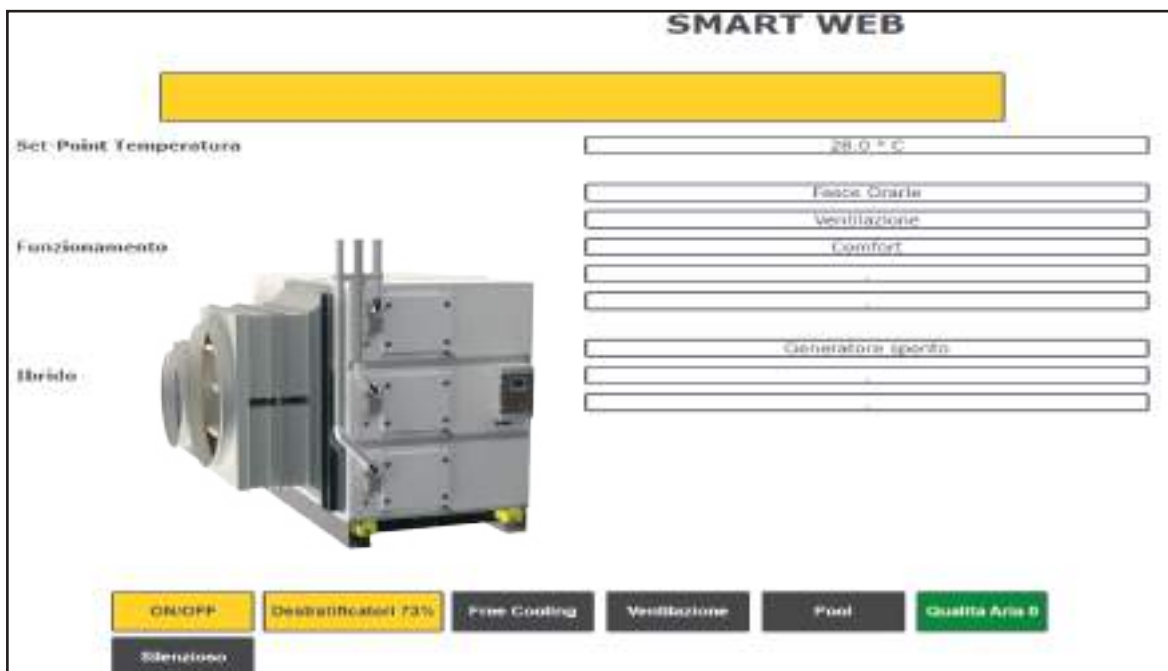 SMART WEB
Set-Point Temperatura
28.0 ° C
Fasce Orarie
Ventilazione
Funzionamento
Comfort
.
.
Generatore spento
Ibrido
.
.
ON/OFF
Destratificatori 73%
Free Cooling
Ventilazione
Pool
Qualita Aria 0
Silenzioso